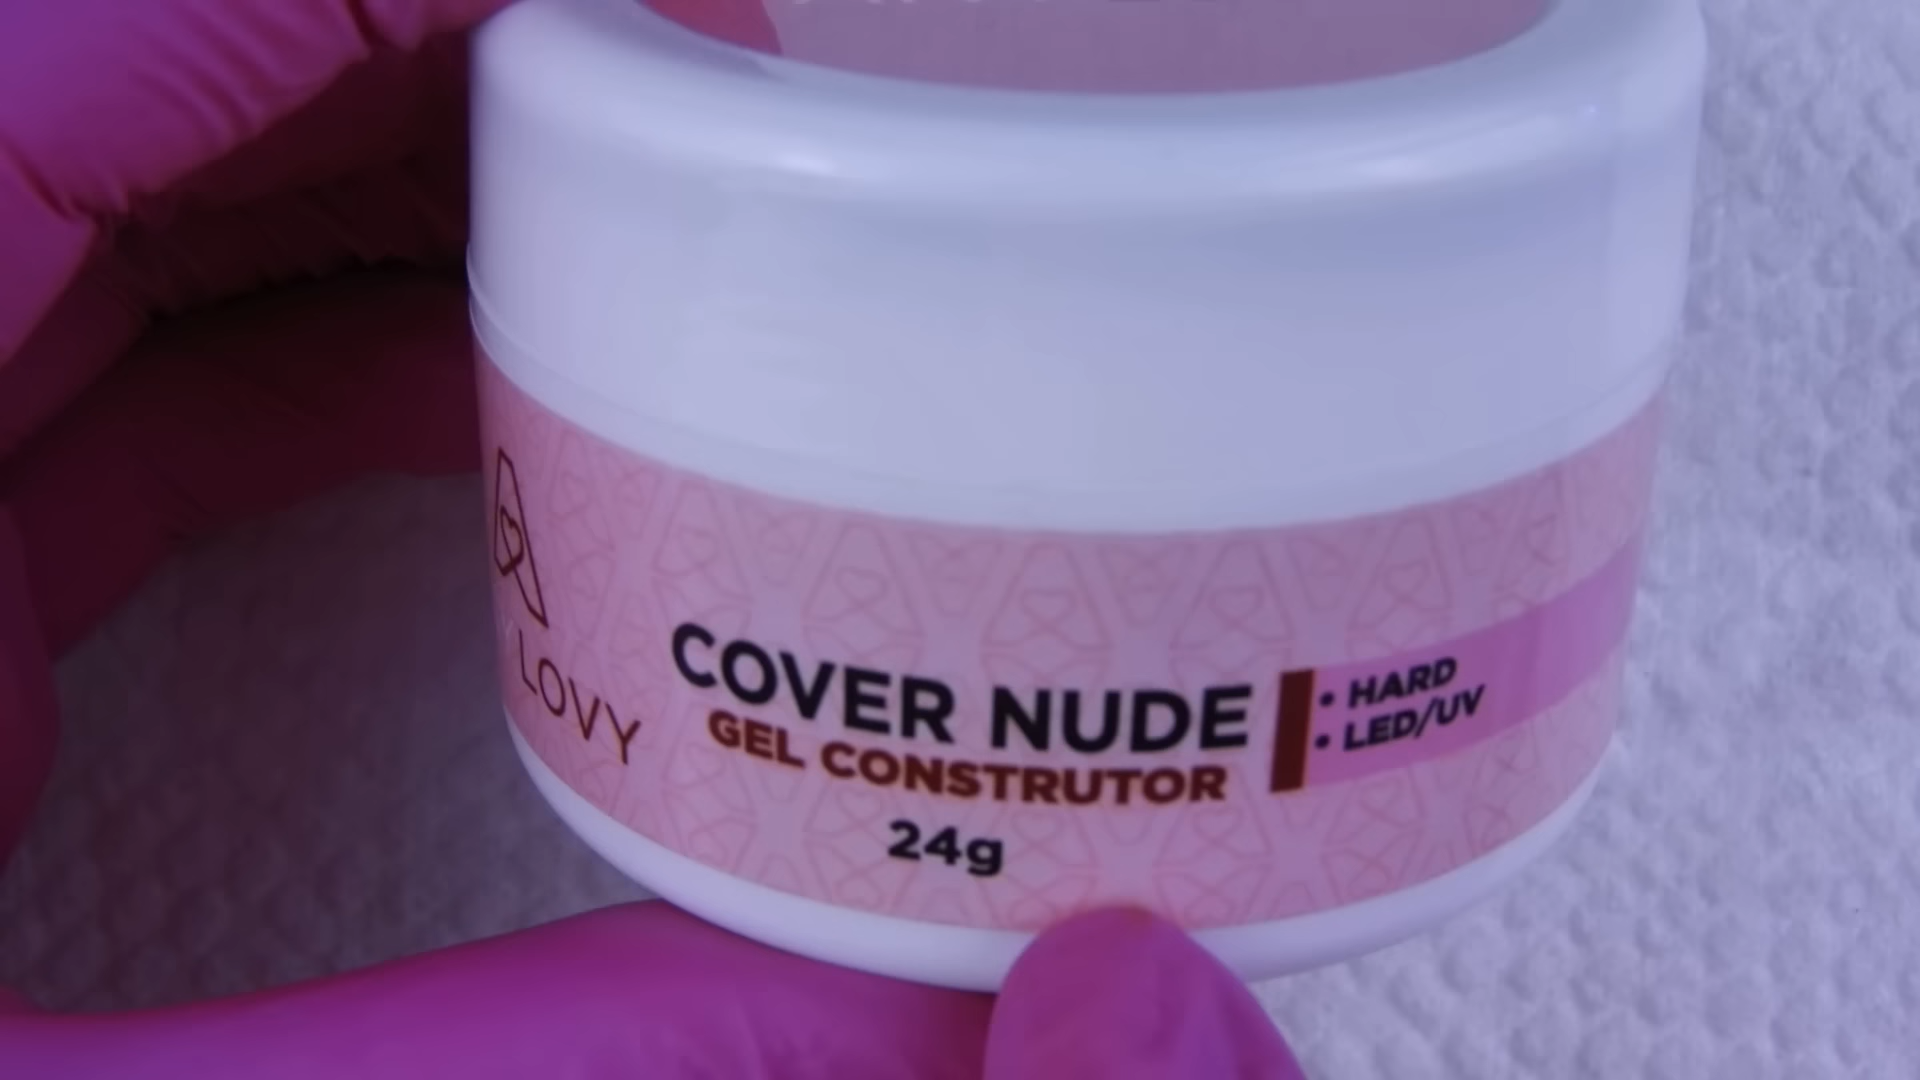 LOVY
COVER NUDE
GEL CONSTRUTOR
24g
• HARD
• LED/UV